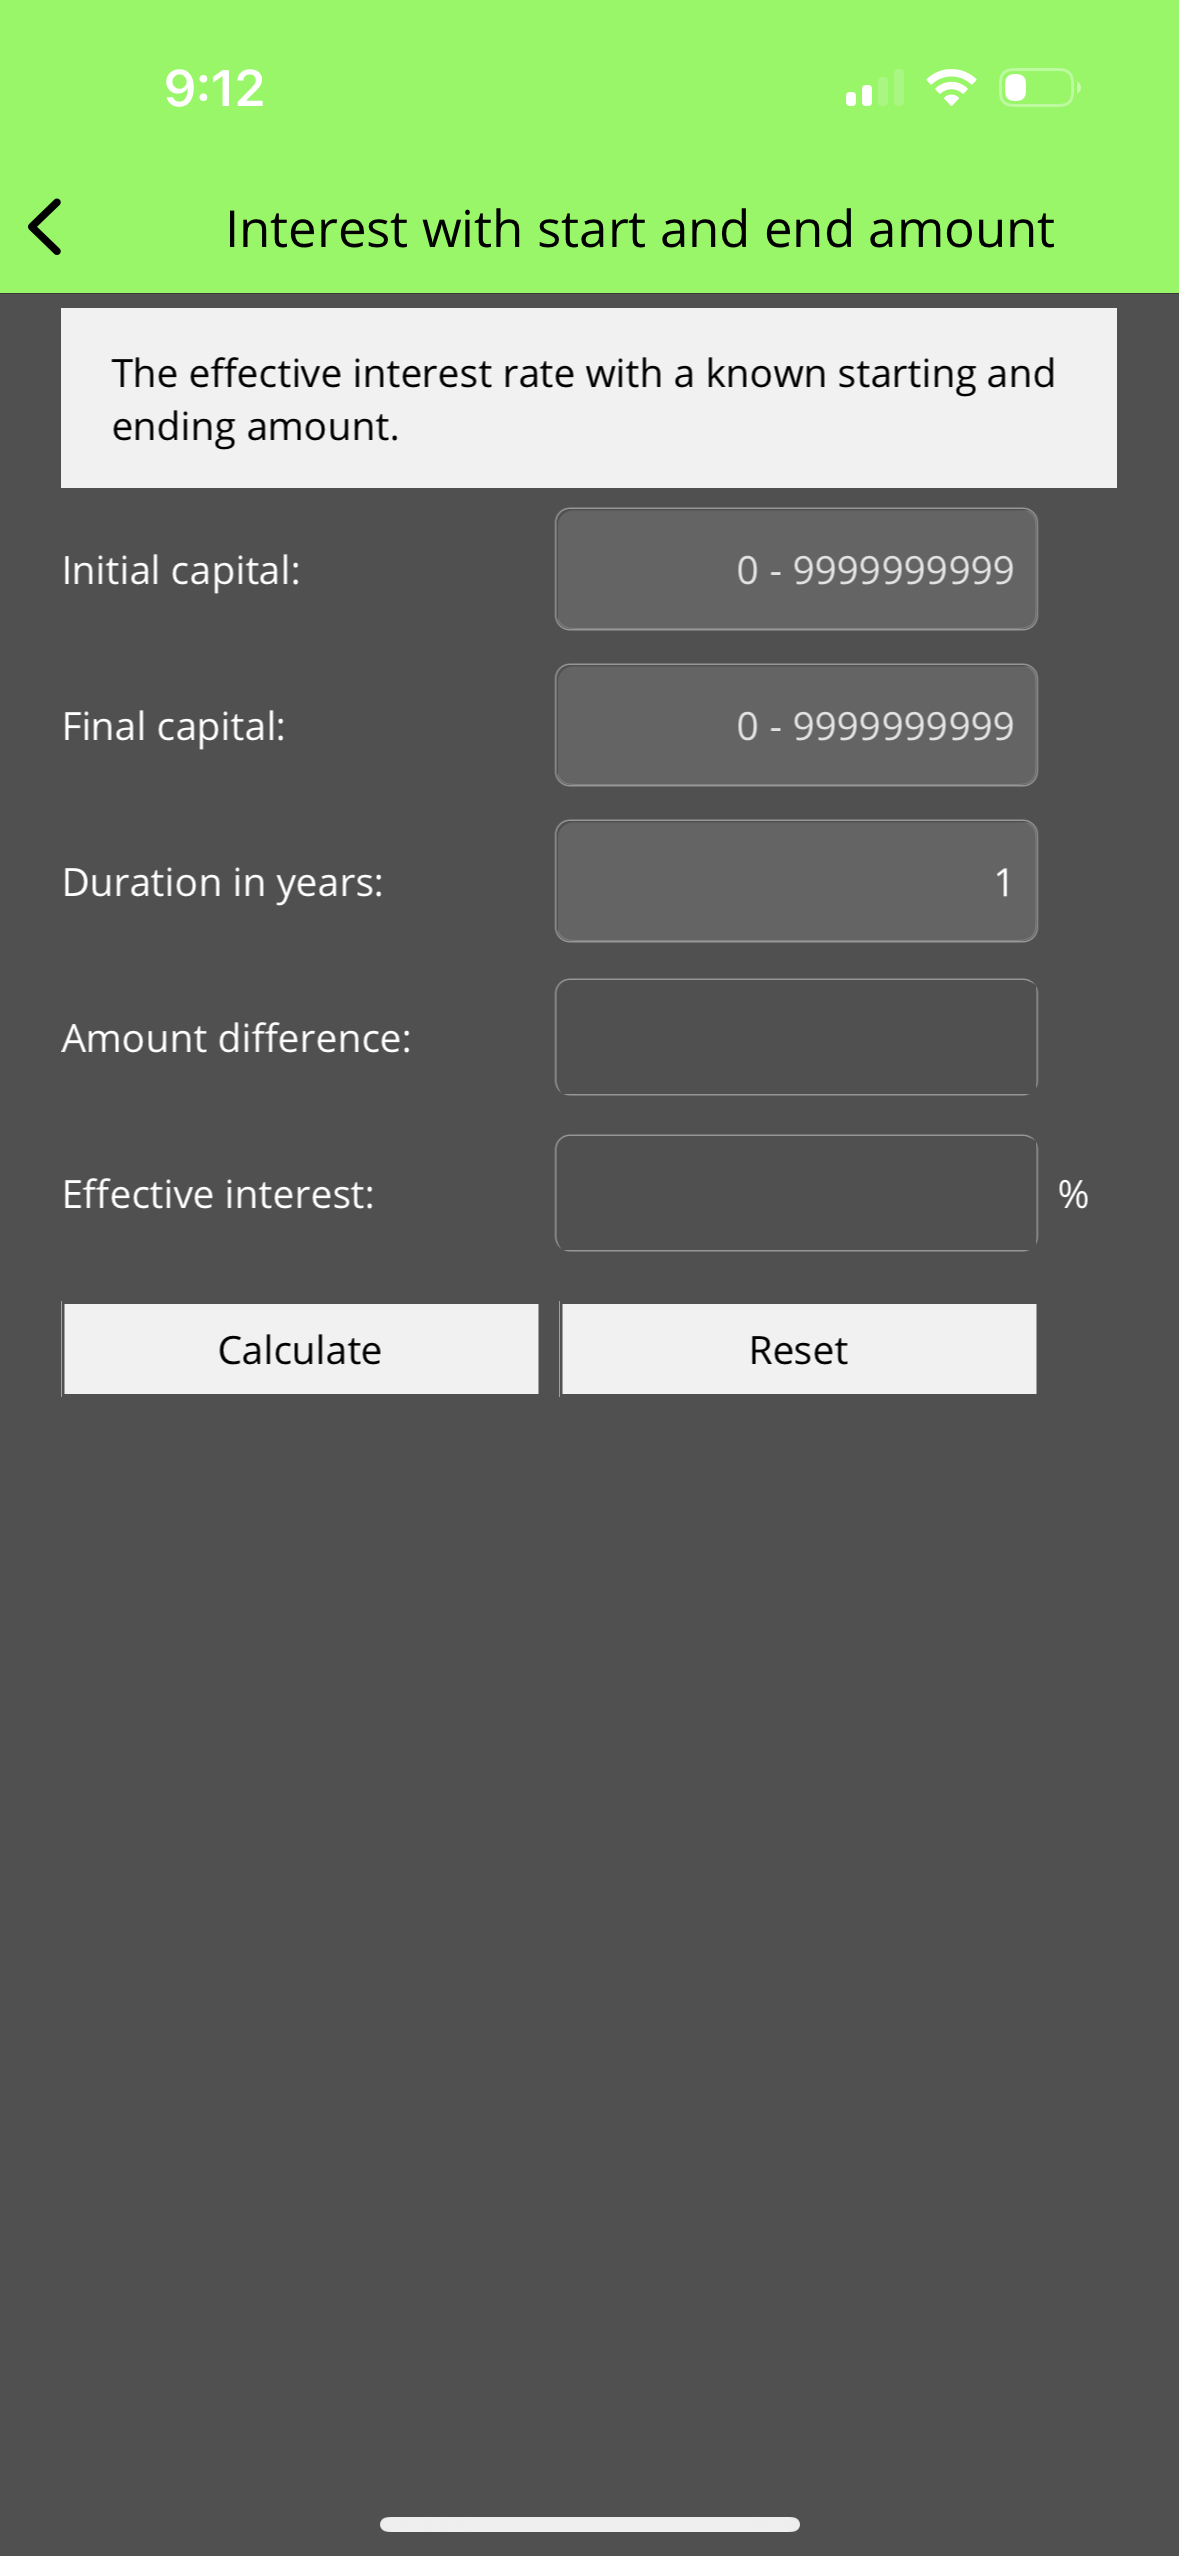 9:12
Interest with start and end amount
The effective interest rate with a known starting and
ending amount.
Initial capital: 0 - 9999999999
Final capital: 0 - 9999999999
Duration in years: 1
Amount difference:
Effective interest: %
Calculate Reset